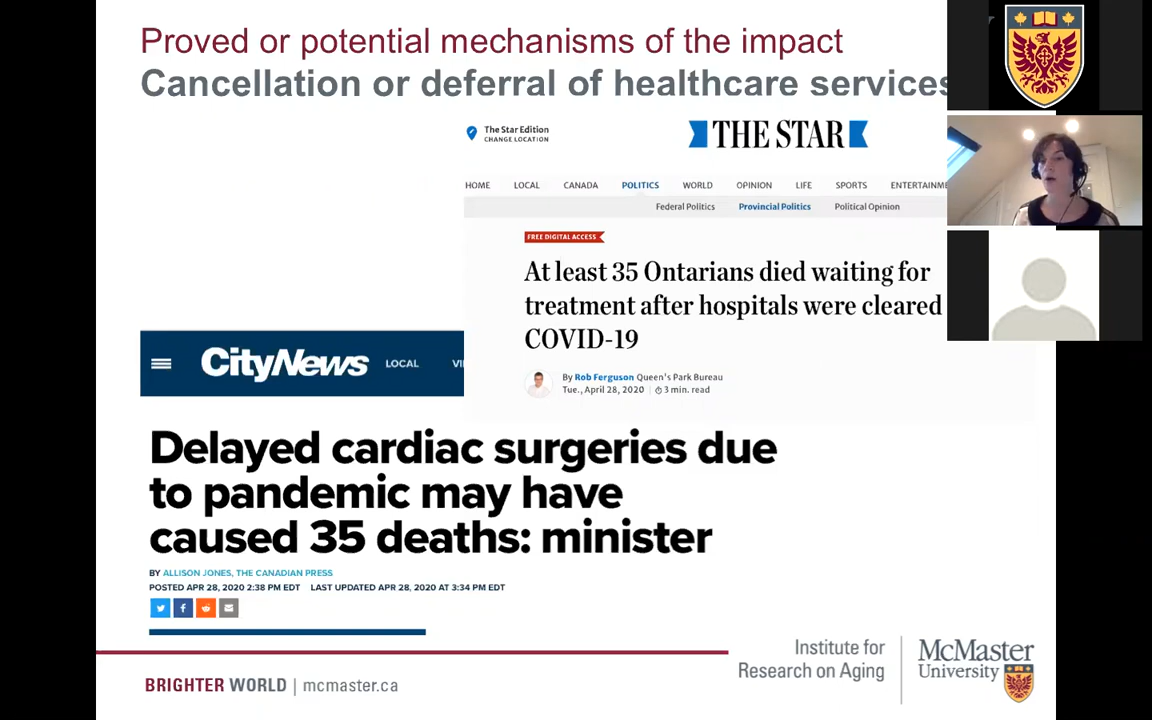 Proved or potential mechanisms of the impact
Cancellation or deferral of healthcare services
The Star Edition
CHANGE LOCATION
THE STAR
HOME LOCAL CANADA POLITICS WORLD OPINION LIFE SPORTS ENTERTAINME
Federal Politics Provincial Politics Political Opinion
FREE DIGITAL ACCESS
At least 35 Ontarians died waiting for
treatment after hospitals were cleared
COVID-19
By Rob Ferguson Queen's Park Bureau
Tue., April 28, 2020 3 min. read
CityNews LOCAL VI
Delayed cardiac surgeries due
to pandemic may have
caused 35 deaths: minister
BY ALLISON JONES, THE CANADIAN PRESS
POSTED APR 28, 2020 2:38 PM EDT LAST UPDATED APR 28, 2020 AT 3:34 PM EDT
BRIGHTER WORLD | mcmaster.ca
Institute for
Research on Aging
McMaster
University